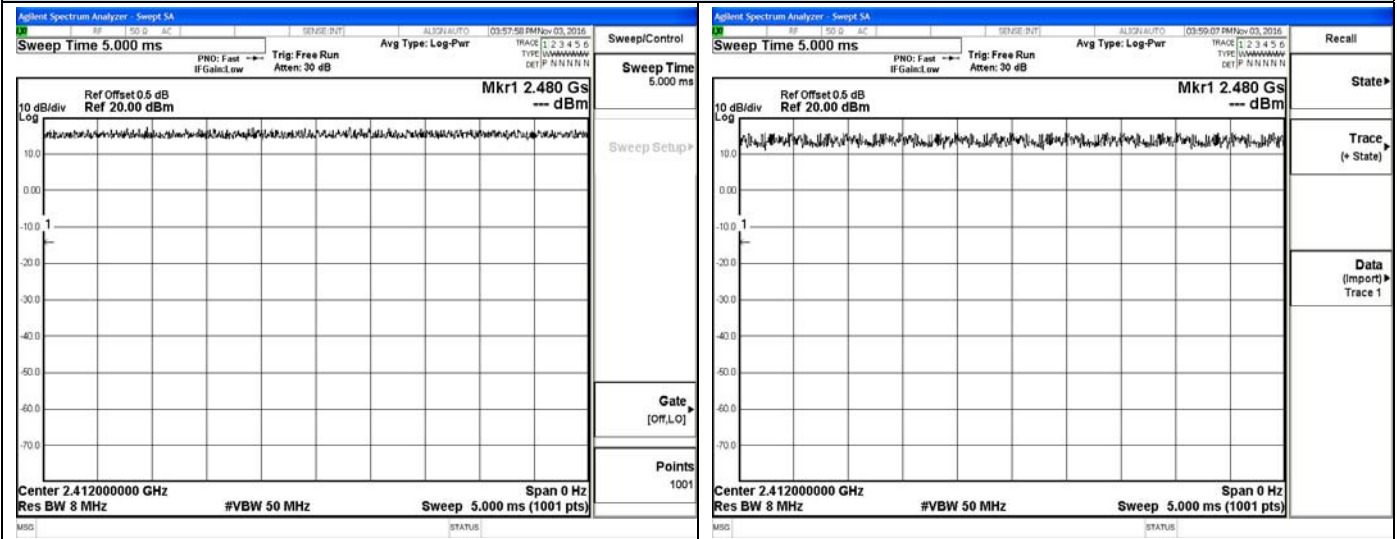 Agilent Spectrum Analyzer - Swept SA
RF 50 Ω AC SENSE:INT ALIGN AUTO 03:57:58 PM Nov 03, 2016
Sweep Time 5.000 ms
PNO: Fast
IFGain:Low
Trig: Free Run
Atten: 30 dB
Avg Type: Log-Pwr
TRACE 1 2 3 4 5 6
TYPE
DET P N N N N N
Mkr1 2.480 Gs
--- dBm
Ref Offset 0.5 dB
10 dB/div Ref 20.00 dBm
Log
10.0
0.00
-10.0
1
-20.0
-30.0
-40.0
-50.0
-60.0
-70.0
Center 2.412000000 GHz Span 0 Hz
Res BW 8 MHz #VBW 50 MHz Sweep 5.000 ms (1001 pts)
MSG STATUS
Sweep/Control
Sweep Time
5.000 ms
Sweep Setup
Gate
[Off,LO]
Points
1001
Agilent Spectrum Analyzer - Swept SA
RF 50 Ω AC SENSE:INT ALIGN AUTO 03:59:07 PM Nov 03, 2016
Sweep Time 5.000 ms
PNO: Fast
IFGain:Low
Trig: Free Run
Atten: 30 dB
Avg Type: Log-Pwr
TRACE 1 2 3 4 5 6
TYPE
DET P N N N N N
Mkr1 2.480 Gs
--- dBm
Ref Offset 0.5 dB
10 dB/div Ref 20.00 dBm
Log
10.0
0.00
-10.0
1
-20.0
-30.0
-40.0
-50.0
-60.0
-70.0
Center 2.412000000 GHz Span 0 Hz
Res BW 8 MHz #VBW 50 MHz Sweep 5.000 ms (1001 pts)
MSG STATUS
Recall
State
Trace
(+ State)
Data
(Import)
Trace 1